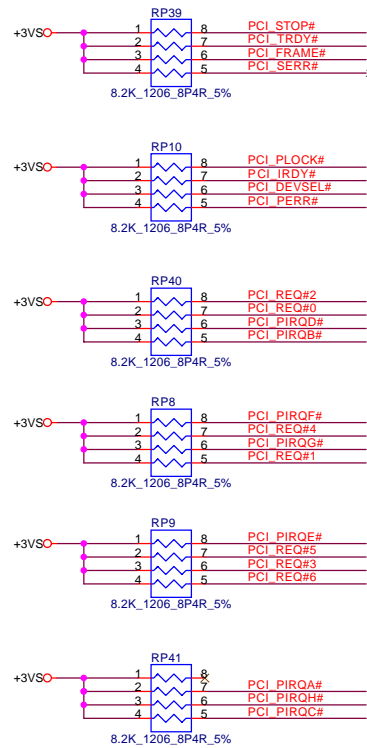 RP39
+3VS 1 8 PCI_STOP#
2 7 PCI_TRDY#
3 6 PCI_FRAME#
4 5 PCI_SERR#
8.2K_1206_8P4R_5%
RP10
+3VS 1 8 PCI_PLOCK#
2 7 PCI_IRDY#
3 6 PCI_DEVSEL#
4 5 PCI_PERR#
8.2K_1206_8P4R_5%
RP40
+3VS 1 8 PCI_REQ#2
2 7 PCI_REQ#0
3 6 PCI_PIRQD#
4 5 PCI_PIRQB#
8.2K_1206_8P4R_5%
RP8
+3VS 1 8 PCI_PIRQF#
2 7 PCI_REQ#4
3 6 PCI_PIRQG#
4 5 PCI_REQ#1
8.2K_1206_8P4R_5%
RP9
+3VS 1 8 PCI_PIRQE#
2 7 PCI_REQ#5
3 6 PCI_REQ#3
4 5 PCI_REQ#6
8.2K_1206_8P4R_5%
RP41
+3VS 1 8
2 7 PCI_PIRQA#
3 6 PCI_PIRQH#
4 5 PCI_PIRQC#
8.2K_1206_8P4R_5%